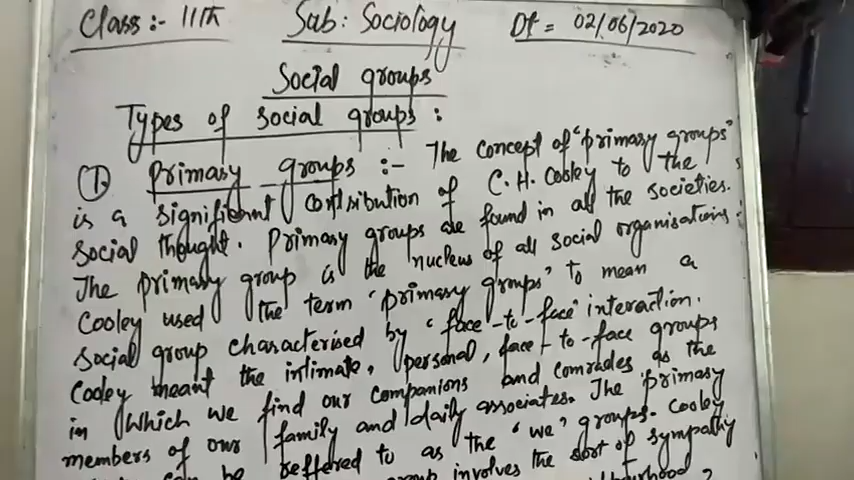 Class :- 11th Sub : Sociology Dt = 02/06/2020
Social groups
Types of social groups :
1. Primary groups :- The concept of "primary groups"
is a significant contribution of C.H. Cooley to the
social thought. Primary groups are found in all the societies.
The primary group is the nucleus of all social organisations.
Cooley used the term "primary groups" to mean a
social group characterised by "face-to-face" interaction.
Cooley meant the intimate, personal, face-to-face groups
in which we find our companions and comrades as the
members of our family and daily associates. The primary
reffered to as the "we" groups. Cooley
group involves the sort of sympathy